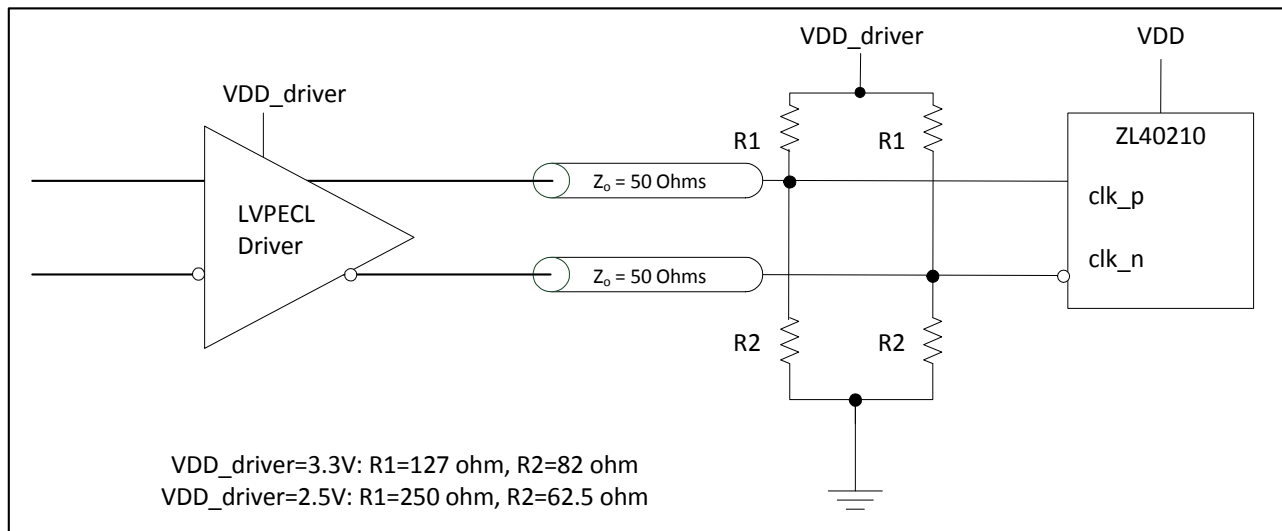 VDD_driver
VDD
VDD_driver
ZL40210
R1
R1
Zo = 50 Ohms
clk_p
LVPECL
Driver
clk_n
Zo = 50 Ohms
R2
R2
VDD_driver=3.3V: R1=127 ohm, R2=82 ohm
VDD_driver=2.5V: R1=250 ohm, R2=62.5 ohm